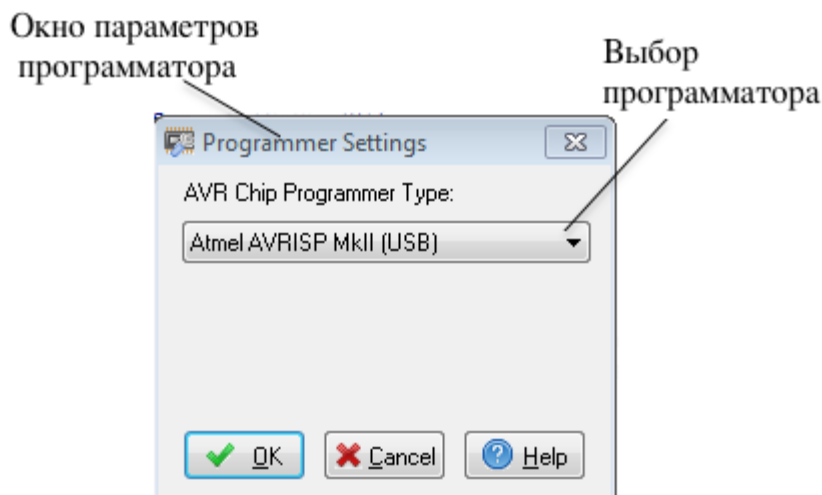 Окно параметров
программатора
Выбор
программатора
Programmer Settings
AVR Chip Programmer Type:
Atmel AVRISP MkII (USB)
OK
Cancel
Help